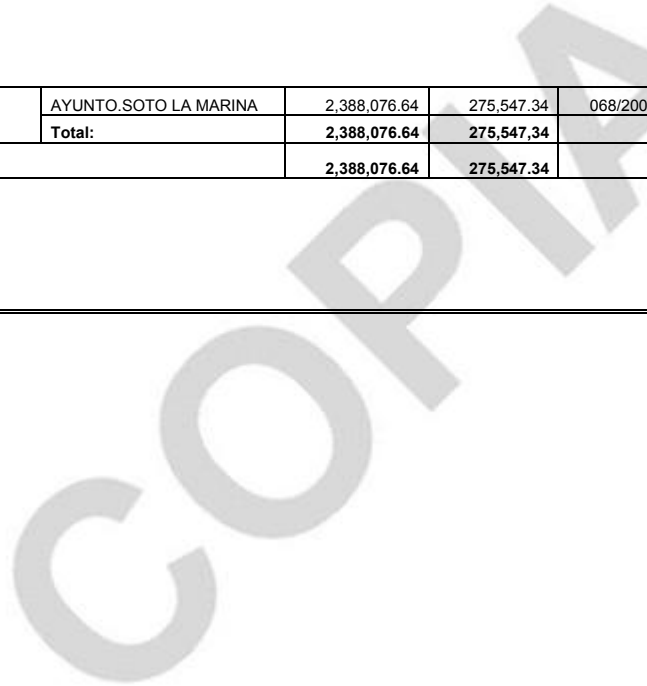 AYUNTO.SOTO LA MARINA 2,388,076.64 275,547.34 068/200
Total: 2,388,076.64 275,547,34
2,388,076.64 275,547.34
COPIA